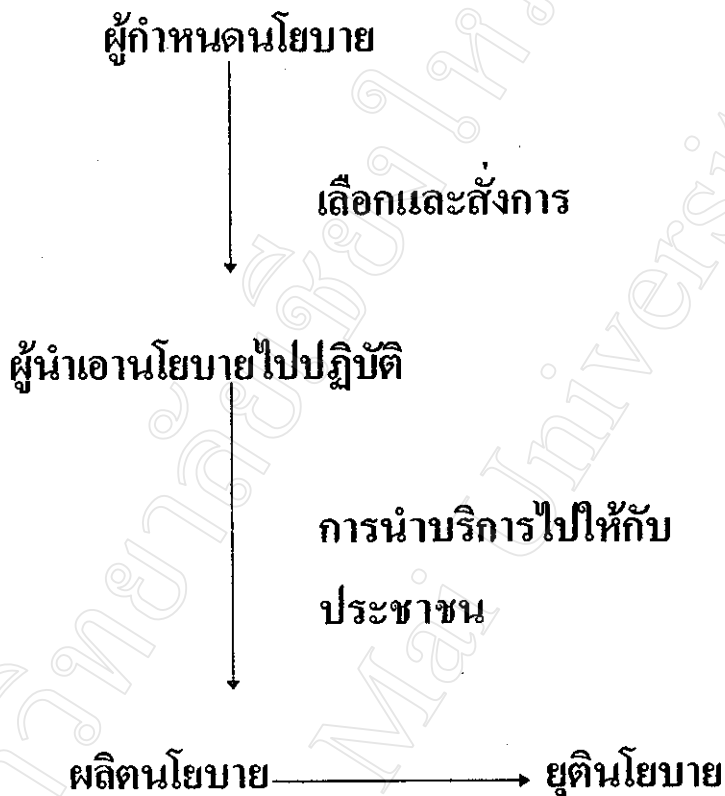 ผู้กำหนดนโยบาย
เลือกและสั่งการ
ผู้นำเอานโยบายไปปฏิบัติ
การนำบริการไปให้กับ
ประชาชน
ผลิตนโยบาย
ยุตินโยบาย